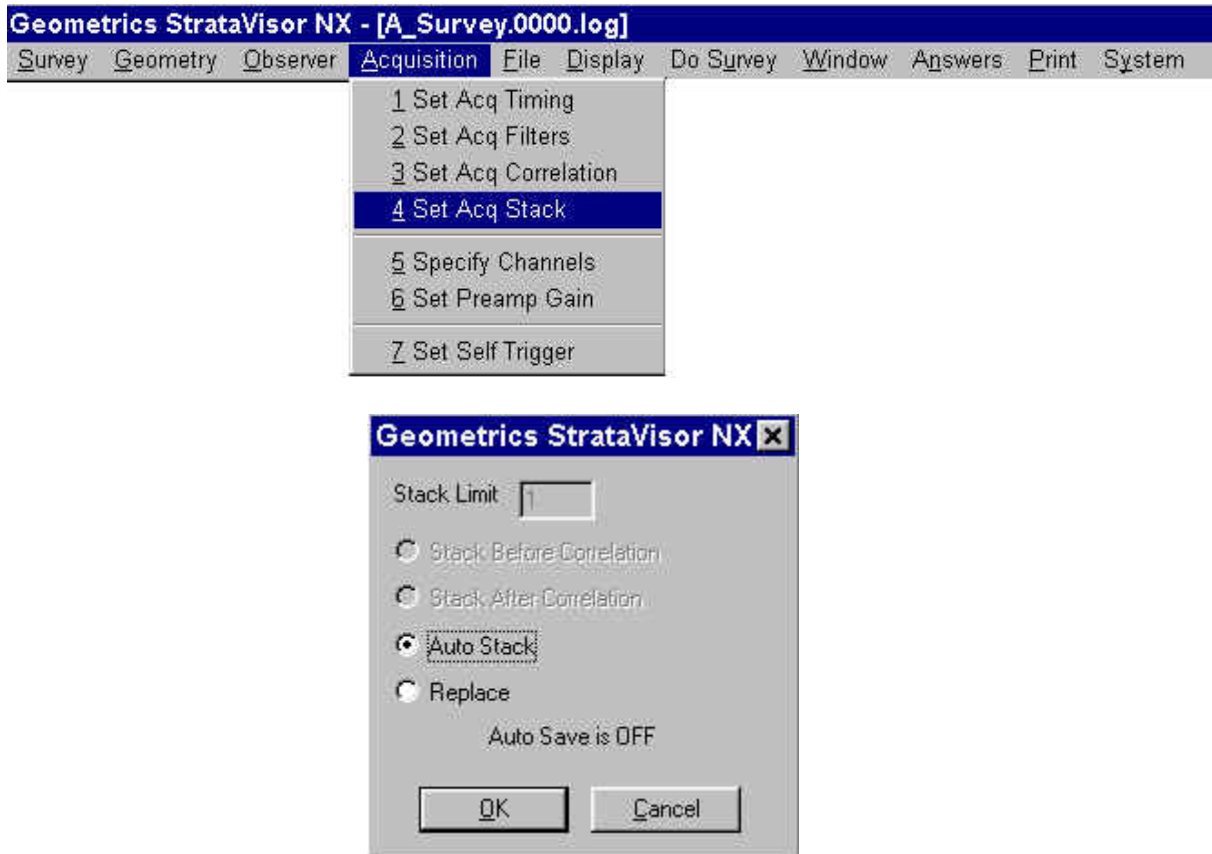 Geometrics StrataVisor NX - [A_Survey.0000.log]
Survey Geometry Observer Acquisition File Display Do Survey Window Answers Print System
1 Set Acq Timing
2 Set Acq Filters
3 Set Acq Correlation
4 Set Acq Stack
5 Specify Channels
6 Set Preamp Gain
7 Set Self Trigger
Geometrics StrataVisor NX
Stack Limit 1
Stack Before Correlation
Stack After Correlation
Auto Stack
Replace
Auto Save is OFF
OK Cancel